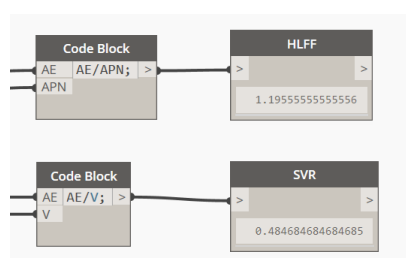 Code Block
AE AE/APN; >
APN
HLFF
> >
1.19555555555556
Code Block
AE AE/V; >
V
SVR
> >
0.484684684684685